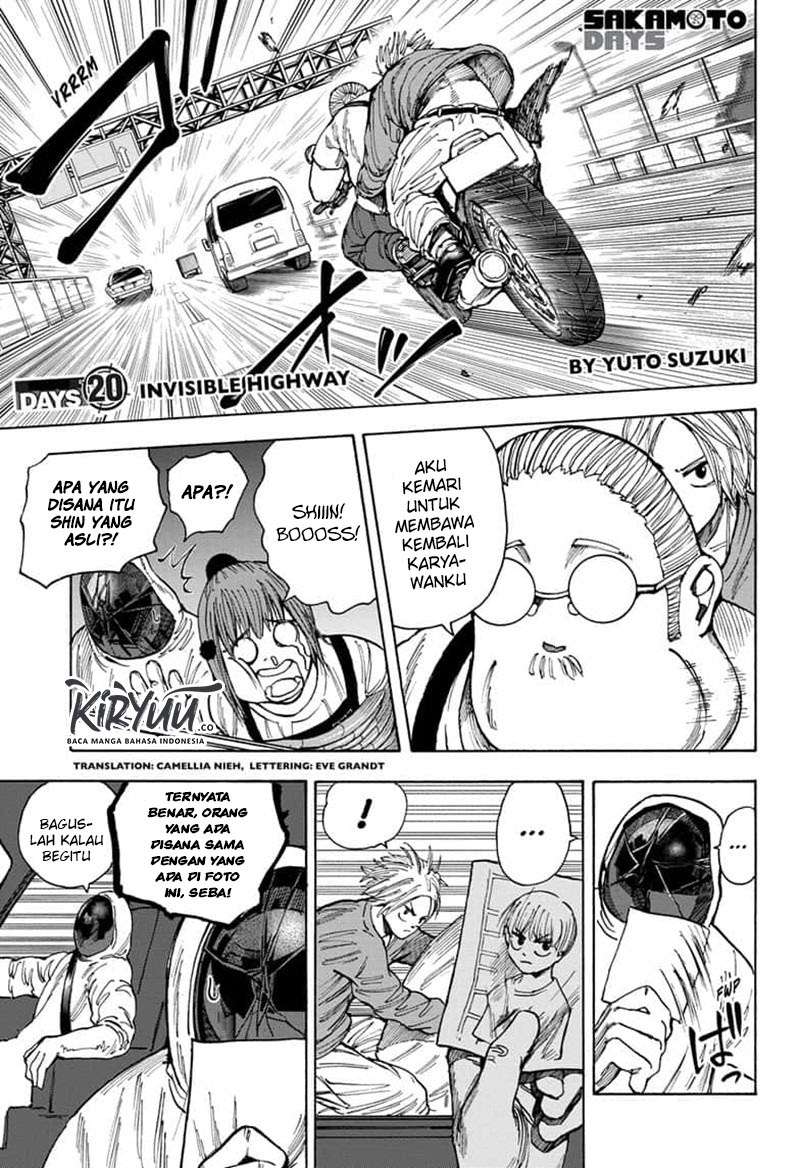 SAKAMOTO
DAYS
VRRRM
DAYS 20 INVISIBLE HIGHWAY
BY YUTO SUZUKI
AKU
KEMARI
UNTUK
MEMBAWA
KEMBALI
KARYA-
WANKU
SHIIIN!
BOOOSS!
APA?!
APA YANG
DISANA ITU
SHIN YANG
ASLI?!
KIRYUU.CO
BACA MANGA BAHASA INDONESIA
TRANSLATION: CAMELLIA NIEH, LETTERING: EVE GRANDT
...
FWP
ばっ
...
!
TERNYATA
BENAR, ORANG
YANG ADA
DISANA SAMA
DENGAN YANG
ADA DI FOTO
INI, SEBA!
BAGUS-
LAH KALAU
BEGITU